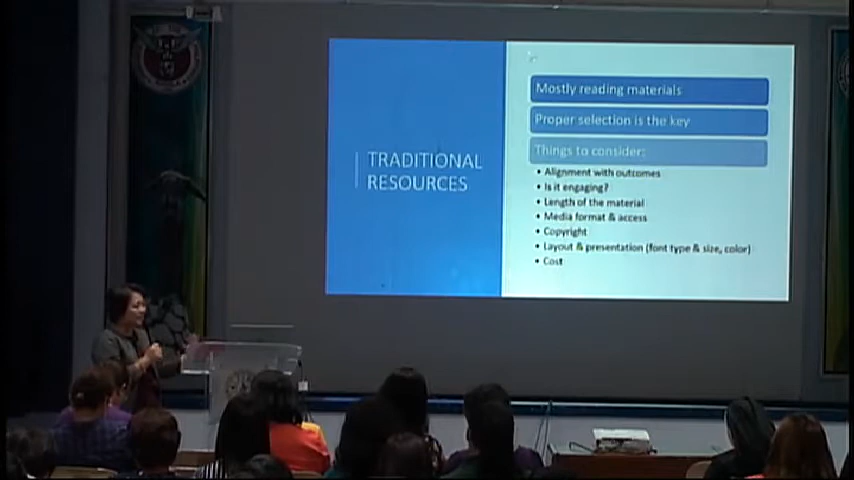 TRADITIONAL
RESOURCES
Mostly reading materials
Proper selection is the key
Things to consider:
• Alignment with outcomes
• Is it engaging?
• Length of the material
• Media format & access
• Copyright
• Layout & presentation (font type & size, color)
• Cost